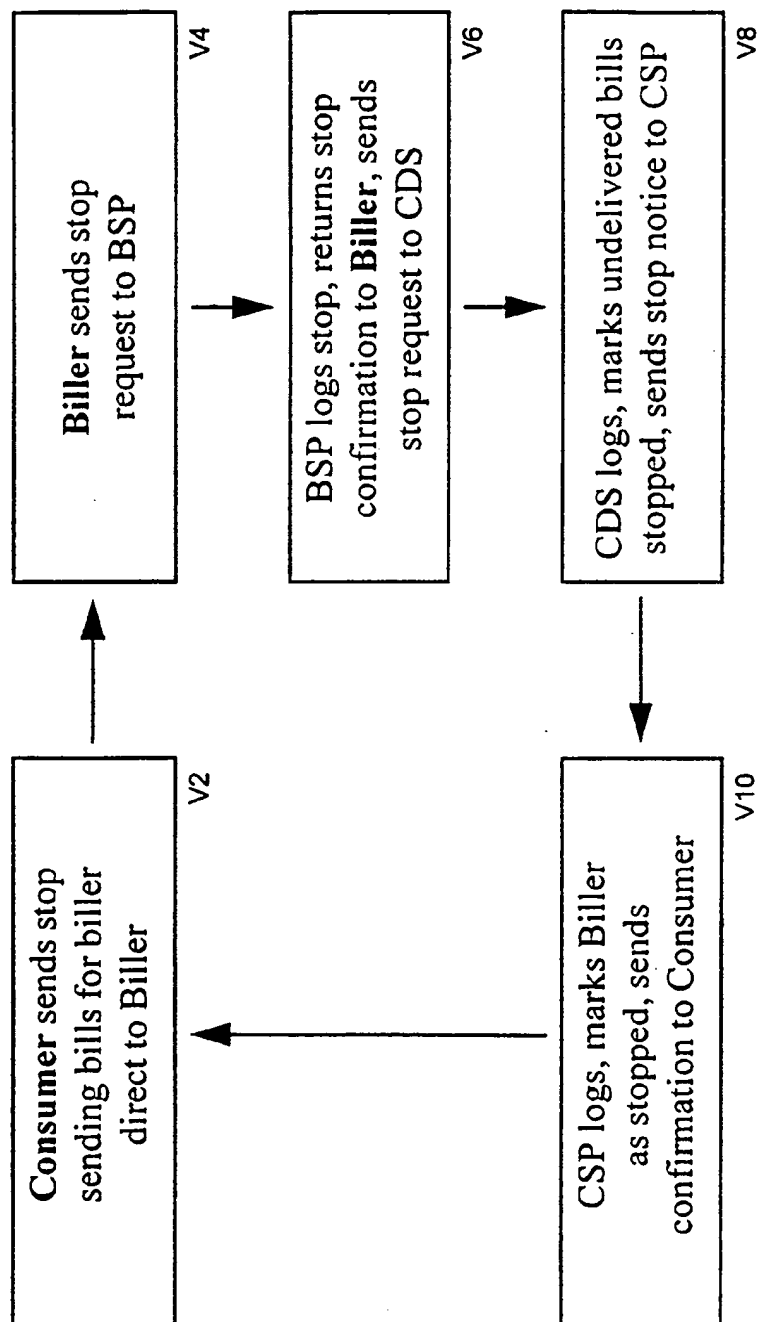 Consumer sends stop
sending bills for biller
direct to Biller
V2
Biller sends stop
request to BSP
V4
BSP logs stop, returns stop
confirmation to Biller, sends
stop request to CDS
V6
CDS logs, marks undelivered bills
stopped, sends stop notice to CSP
V8
CSP logs, marks Biller
as stopped, sends
confirmation to Consumer
V10